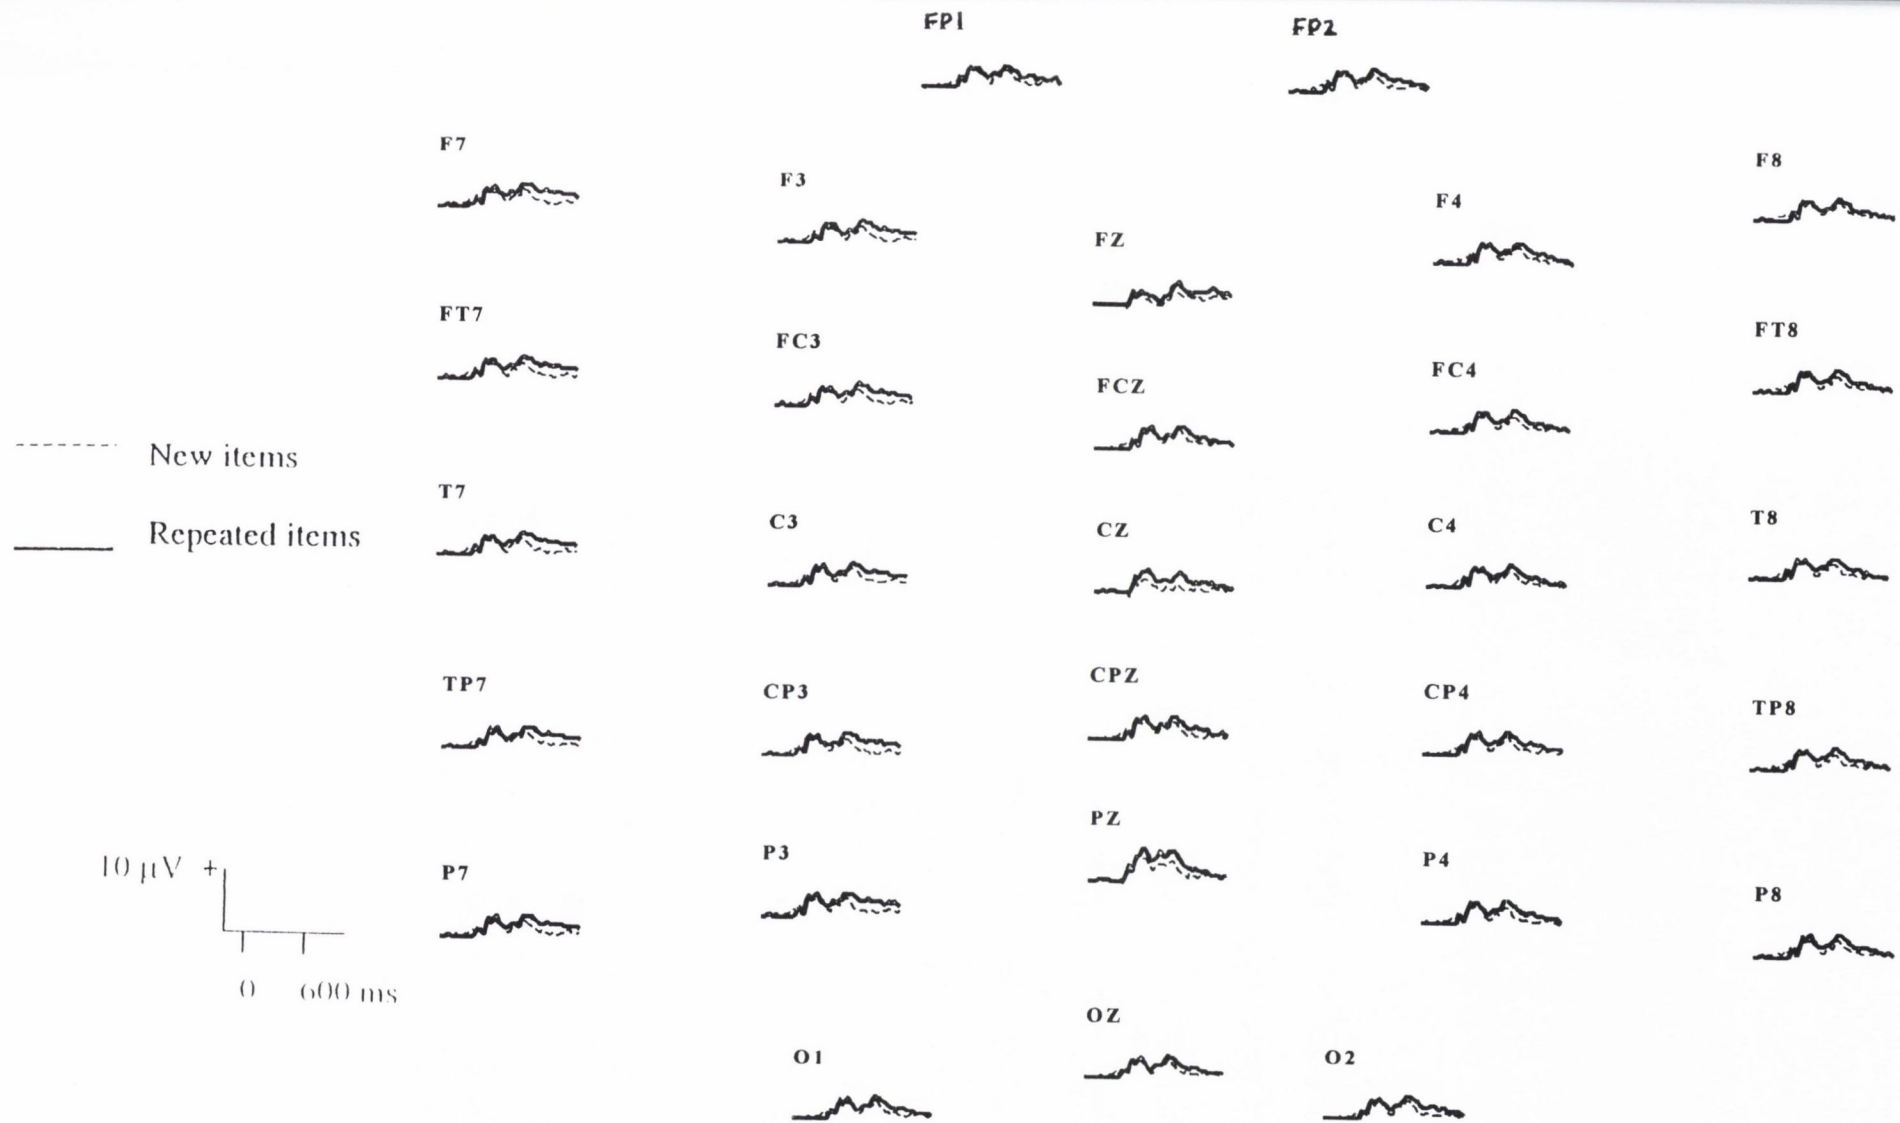 FP1
FP2
F7
F3
FZ
F4
F8
FT7
FC3
FCZ
FC4
FT8
New items
Repeated items
T7
C3
CZ
C4
T8
TP7
CP3
CPZ
CP4
TP8
10 µV +
P7
P3
PZ
P4
P8
0 600 ms
O1
OZ
O2